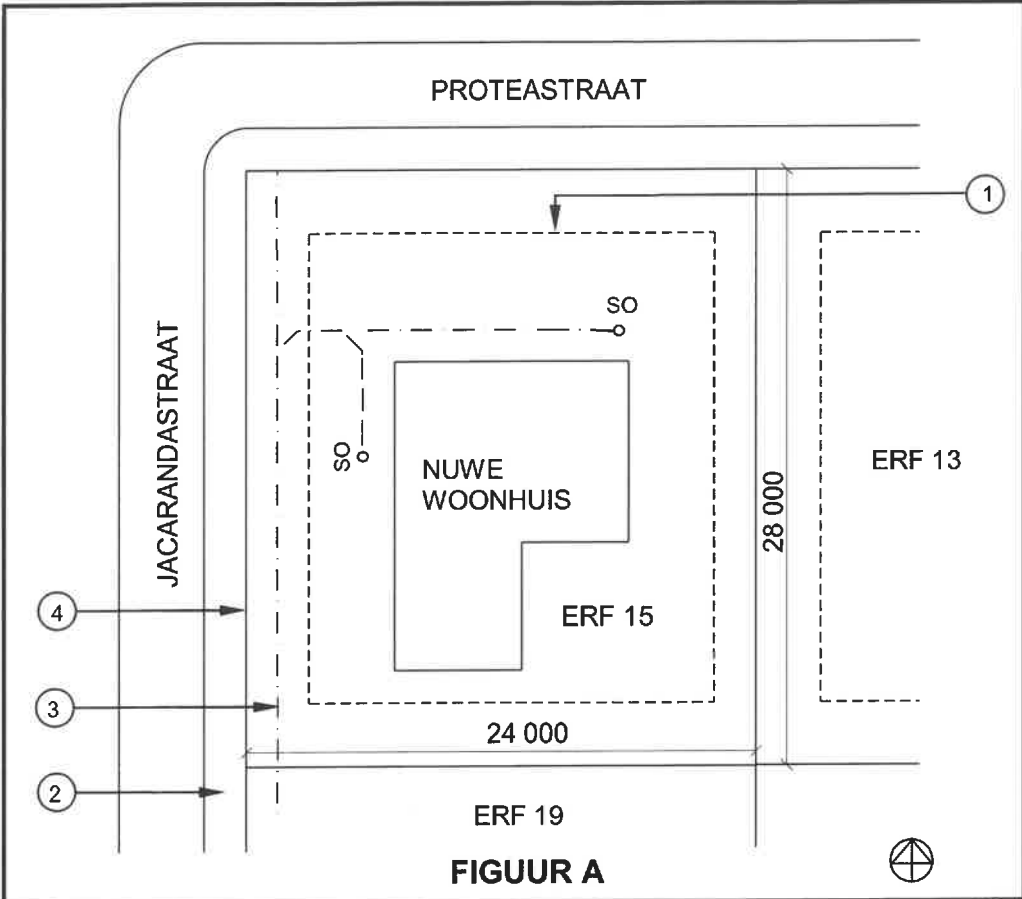 PROTEASTRAAT
1
SO
JACARANDASTRAAT
SO
NUWE
WOONHUIS
ERF 13
28 000
4
ERF 15
3
24 000
2
ERF 19
FIGUUR A